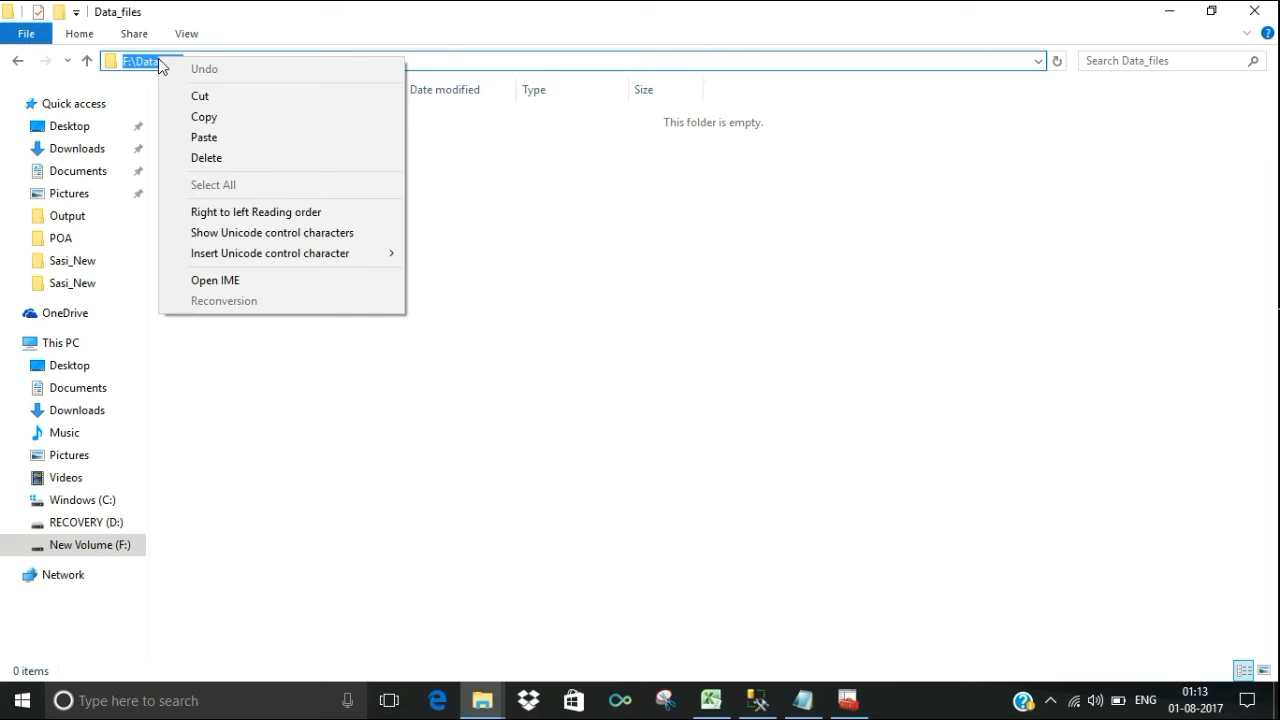 Data_files
File
Home
Share
View
F:\Data
Search Data_files
Date modified
Type
Size
This folder is empty.
Undo
Cut
Copy
Paste
Delete
Select All
Right to left Reading order
Show Unicode control characters
Insert Unicode control character
Open IME
Reconversion
Quick access
Desktop
Downloads
Documents
Pictures
Output
POA
Sasi_New
Sasi_New
OneDrive
This PC
Desktop
Documents
Downloads
Music
Pictures
Videos
Windows (C:)
RECOVERY (D:)
New Volume (F:)
Network
0 items
Type here to search
ENG
01:13
01-08-2017